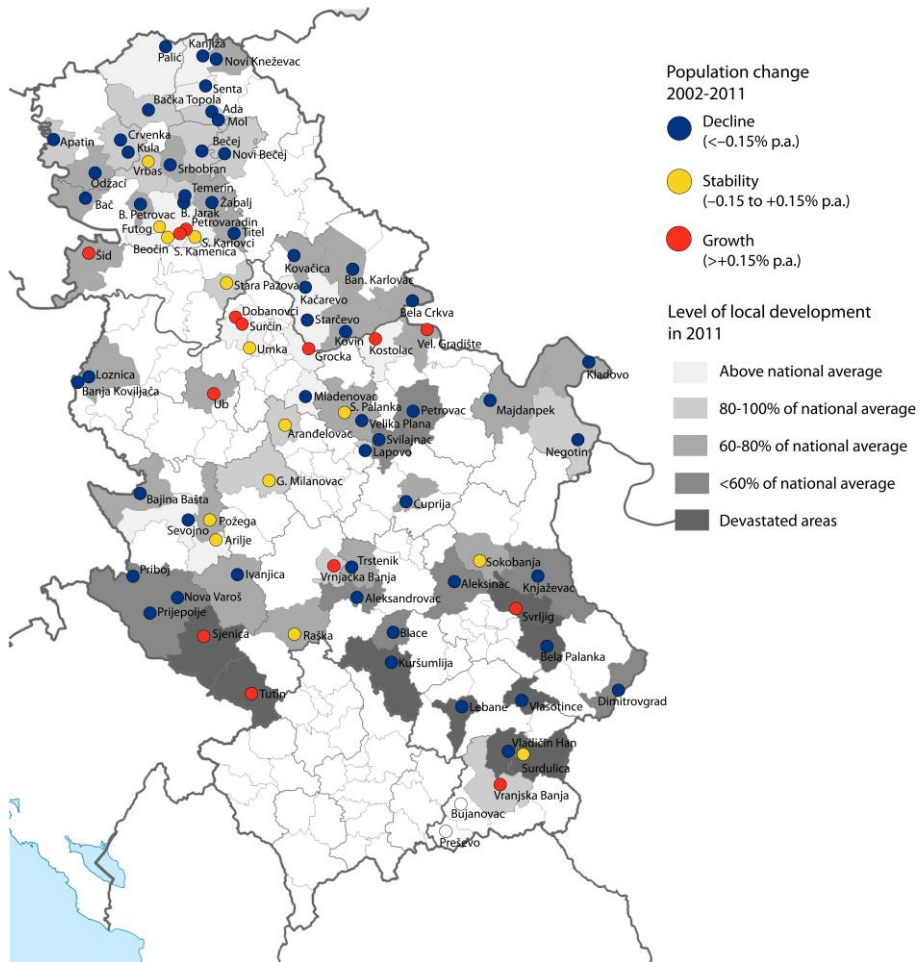 Kanjiža
Palić
Novi Kneževac
Senta
Bačka Topola
Ada
Mol
Apatin
Crvenka
Kula
Bečej
Novi Bečej
Vrbas
Srbobran
Odžaci
Temerin
Bač
Žabalj
B. Petrovac
B. Jarak
Petrovaradin
Futog
Titel
S. Karlovci
Beočin
S. Kamenica
Šid
Kovačica
Ban. Karlovac
Stara Pazova
Kačarevo
Bela Crkva
Dobanovci
Surčin
Starčevo
Kovin
Vel. Gradište
Umka
Grocka
Kostolac
Kladovo
Loznica
Banja Koviljača
Ub
Mladenovac
S. Palanka
Petrovac
Majdanpek
Velika Plana
Aranđelovac
Svilajnac
Negotin
Lapovo
G. Milanovac
Bajina Bašta
Ćuprija
Požega
Sevojno
Arilje
Priboj
Ivanjica
Trstenik
Vrnjačka Banja
Sokobanja
Aleksinac
Knjaževac
Nova Varoš
Aleksandrovac
Prijepolje
Svrljig
Sjenica
Raška
Blace
Kuršumlija
Bela Palanka
Tutin
Lebane
Vlasotince
Dimitrovgrad
Vladičin Han
Surdulica
Vranjska Banja
Bujanovac
Preševo
Population change
2002-2011
Decline
(<–0.15% p.a.)
Stability
(–0.15 to +0.15% p.a.)
Growth
(>+0.15% p.a.)
Level of local development
in 2011
Above national average
80-100% of national average
60-80% of national average
<60% of national average
Devastated areas